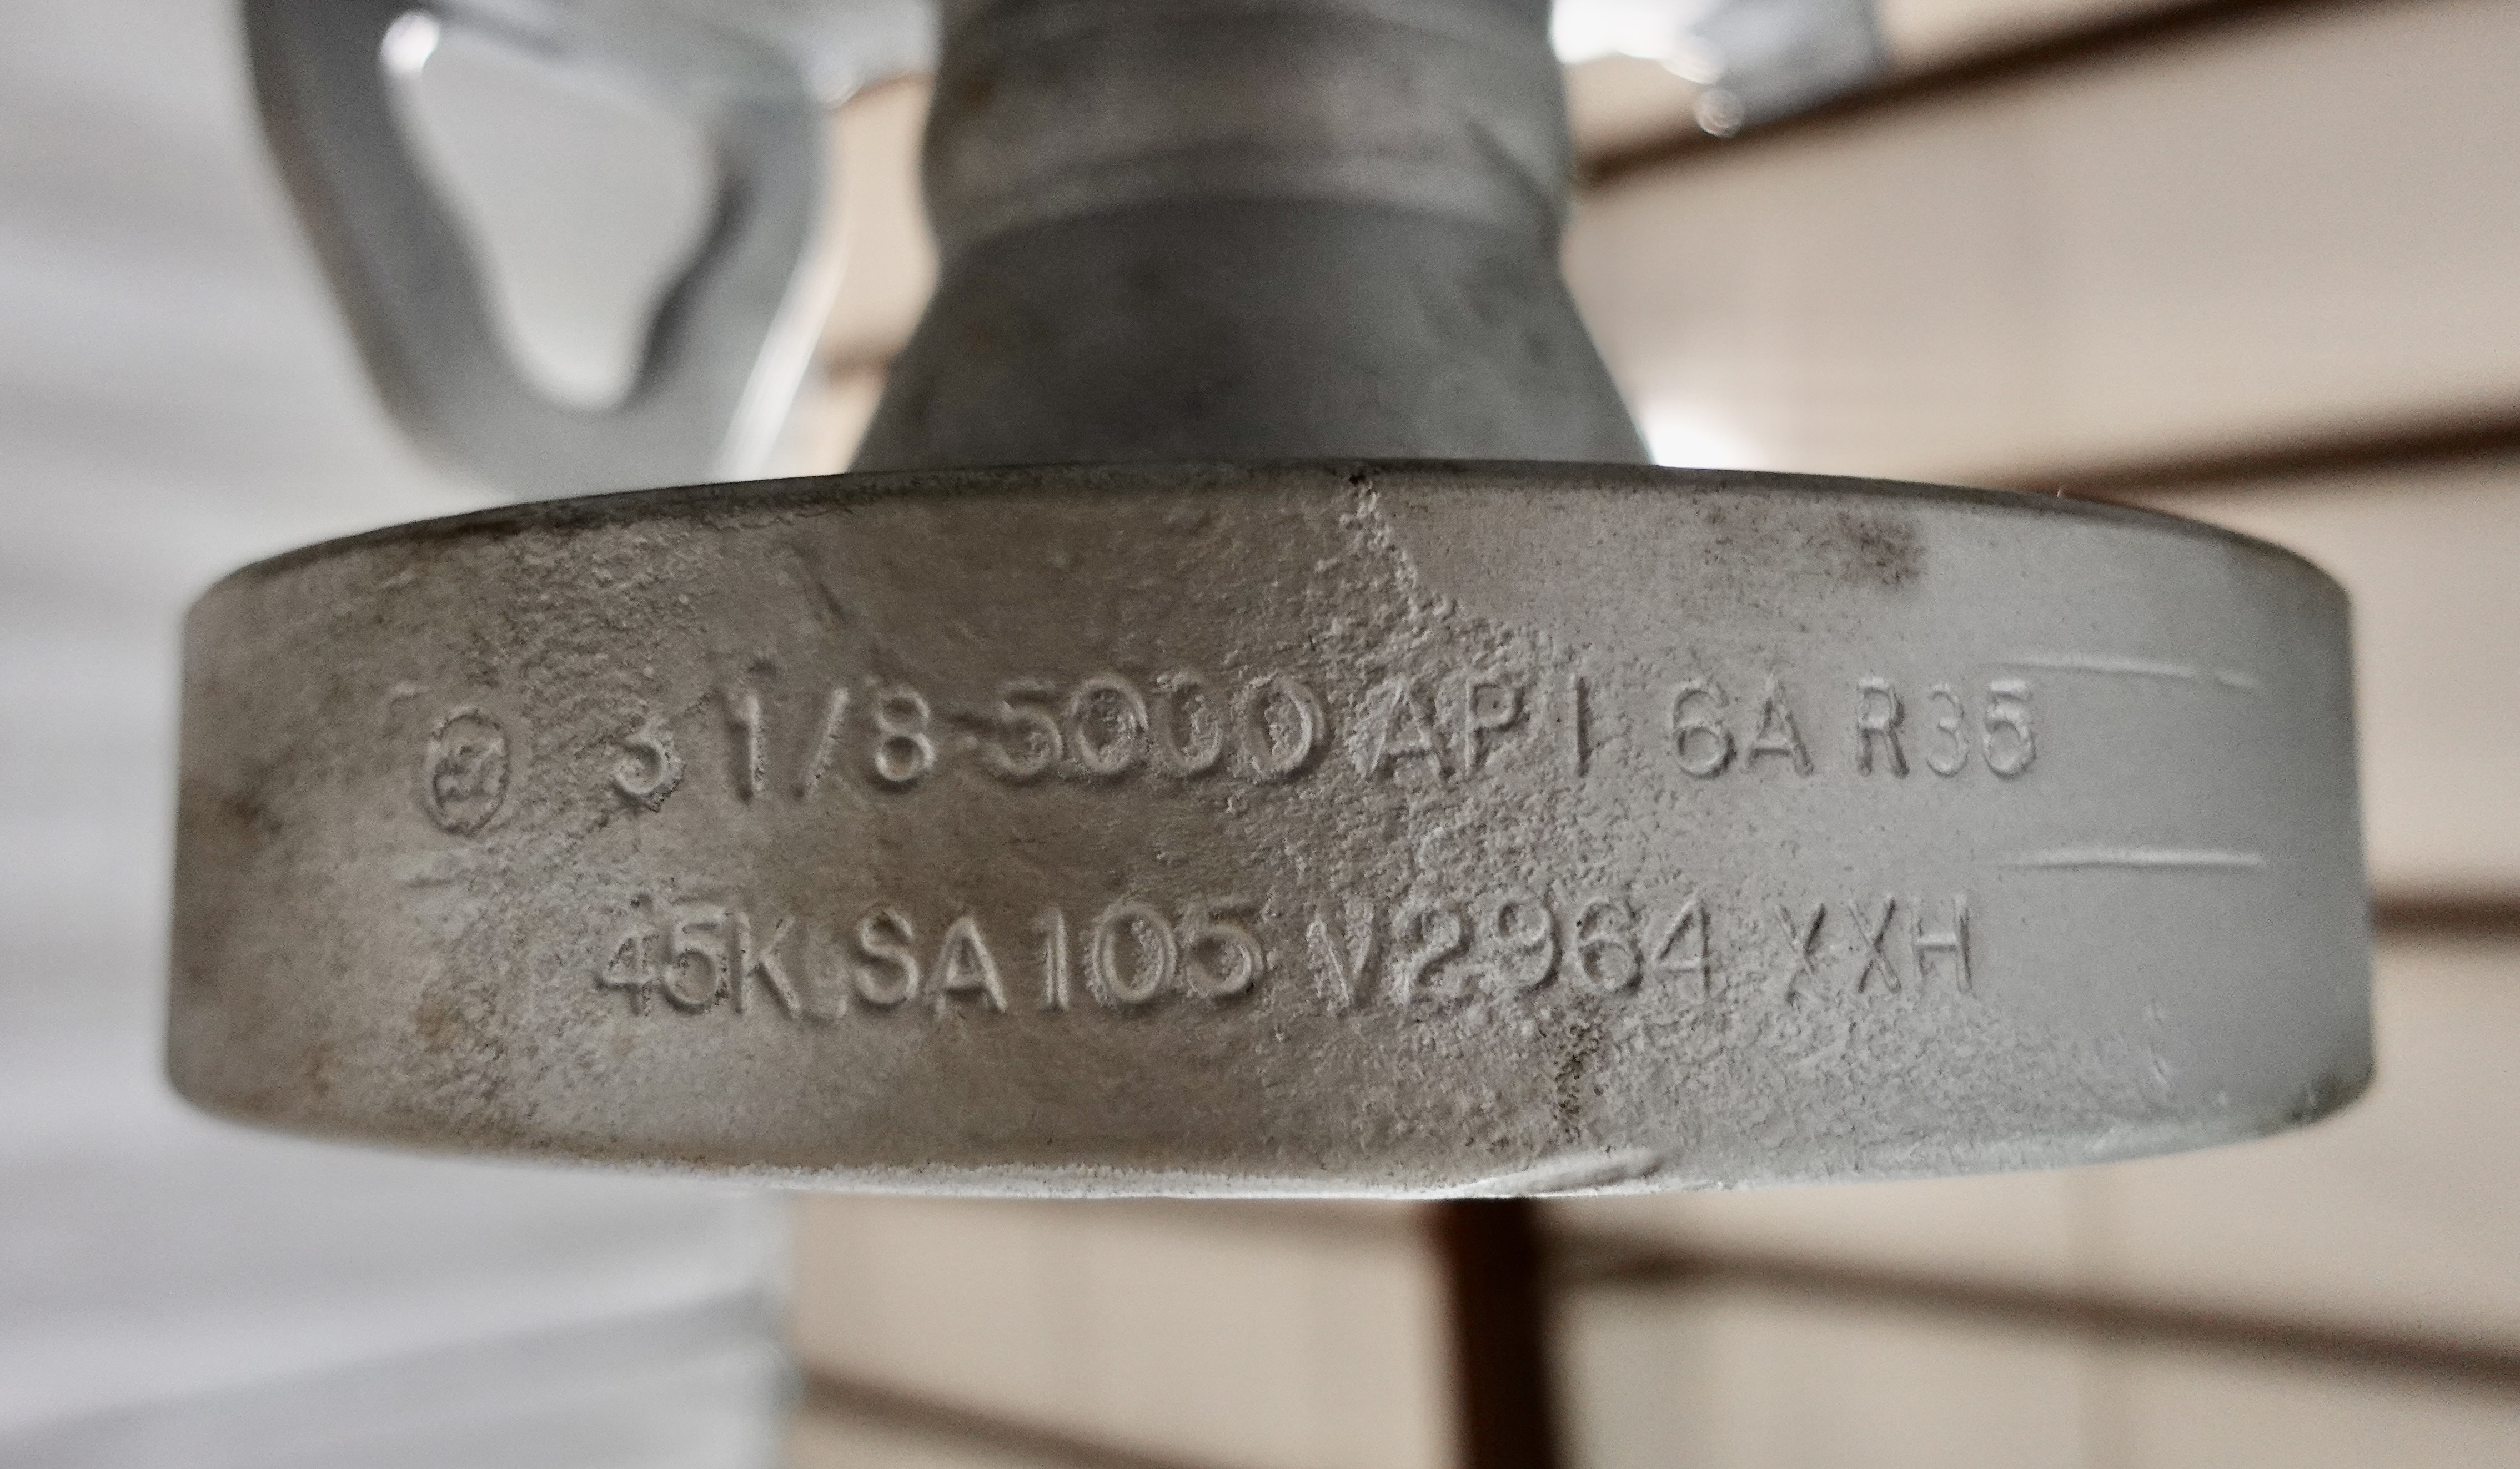 3 1/8-5000 API 6A R35
45K SA105 V2964 XXH